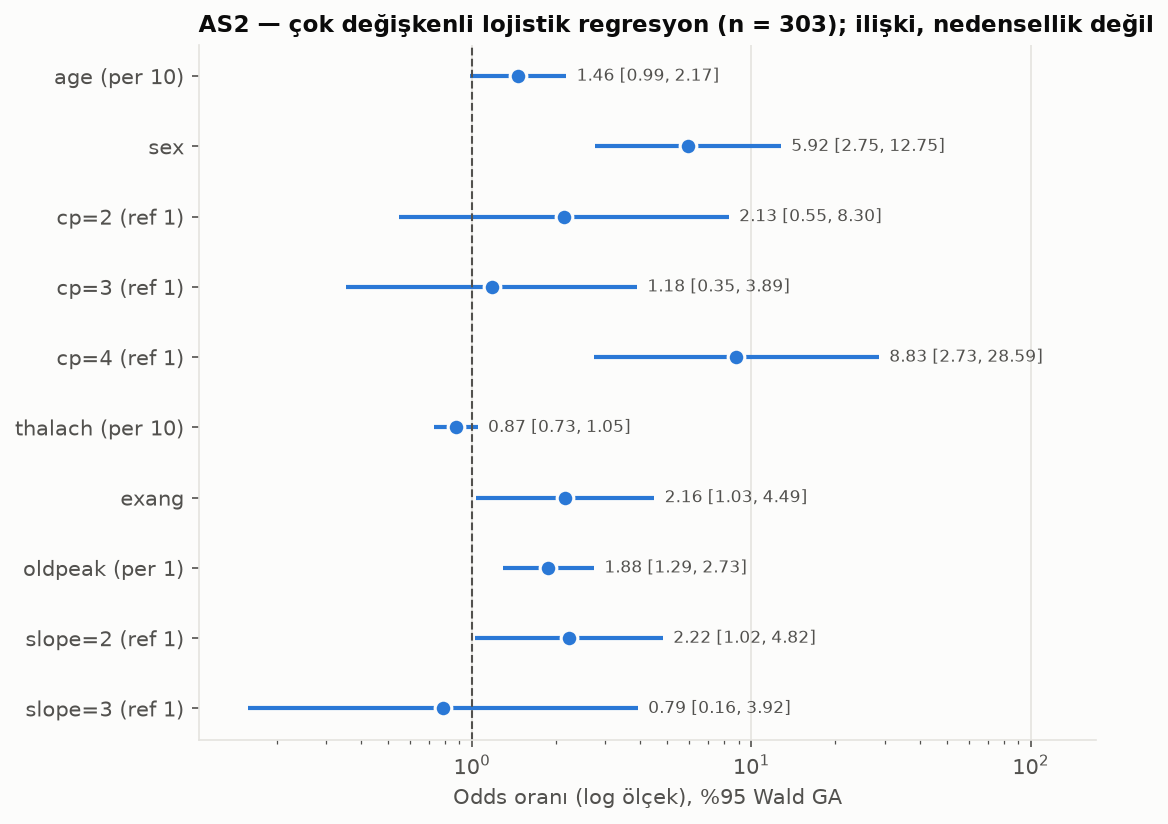 AS2 — çok değişkenli lojistik regresyon (n = 303); ilişki, nedensellik değil
age (per 10) 1.46 [0.99, 2.17]
sex 5.92 [2.75, 12.75]
cp=2 (ref 1) 2.13 [0.55, 8.30]
cp=3 (ref 1) 1.18 [0.35, 3.89]
cp=4 (ref 1) 8.83 [2.73, 28.59]
thalach (per 10) 0.87 [0.73, 1.05]
exang 2.16 [1.03, 4.49]
oldpeak (per 1) 1.88 [1.29, 2.73]
slope=2 (ref 1) 2.22 [1.02, 4.82]
slope=3 (ref 1) 0.79 [0.16, 3.92]
10⁰ 10¹ 10²
Odds oranı (log ölçek), %95 Wald GA